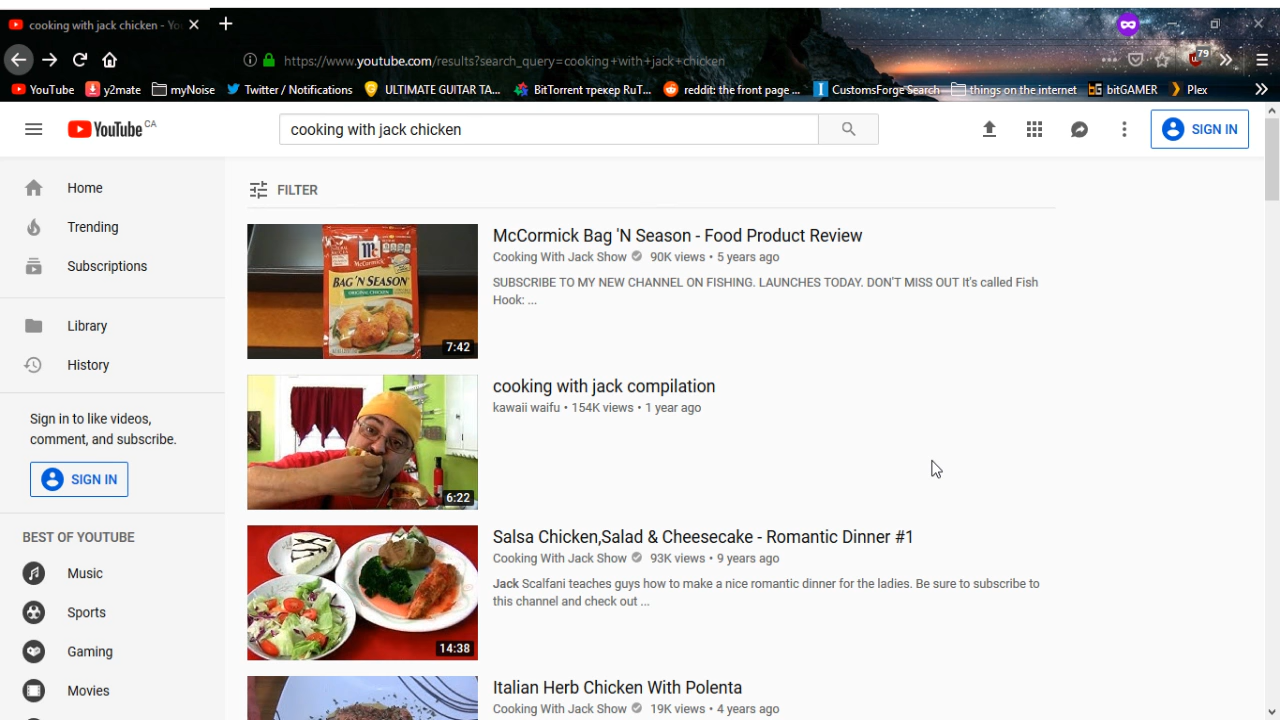 cooking with jack chicken - Yo
https://www.youtube.com/results?search_query=cooking+with+jack+chicken
79
YouTube
y2mate
myNoise
Twitter / Notifications
ULTIMATE GUITAR TA...
BitTorrent трекер RuT...
reddit: the front page ...
CustomsForge Search
things on the internet
bitGAMER
Plex
YouTube CA
cooking with jack chicken
SIGN IN
Home
Trending
Subscriptions
Library
History
Sign in to like videos,
comment, and subscribe.
SIGN IN
BEST OF YOUTUBE
Music
Sports
Gaming
Movies
FILTER
McCormick
BAG 'N SEASON
7:42
McCormick Bag 'N Season - Food Product Review
Cooking With Jack Show 90K views • 5 years ago
SUBSCRIBE TO MY NEW CHANNEL ON FISHING. LAUNCHES TODAY. DON'T MISS OUT It's called Fish
Hook: ...
6:22
cooking with jack compilation
kawaii waifu • 154K views • 1 year ago
14:38
Salsa Chicken,Salad & Cheesecake - Romantic Dinner #1
Cooking With Jack Show 93K views • 9 years ago
Jack Scalfani teaches guys how to make a nice romantic dinner for the ladies. Be sure to subscribe to
this channel and check out ...
Italian Herb Chicken With Polenta
Cooking With Jack Show 19K views • 4 years ago